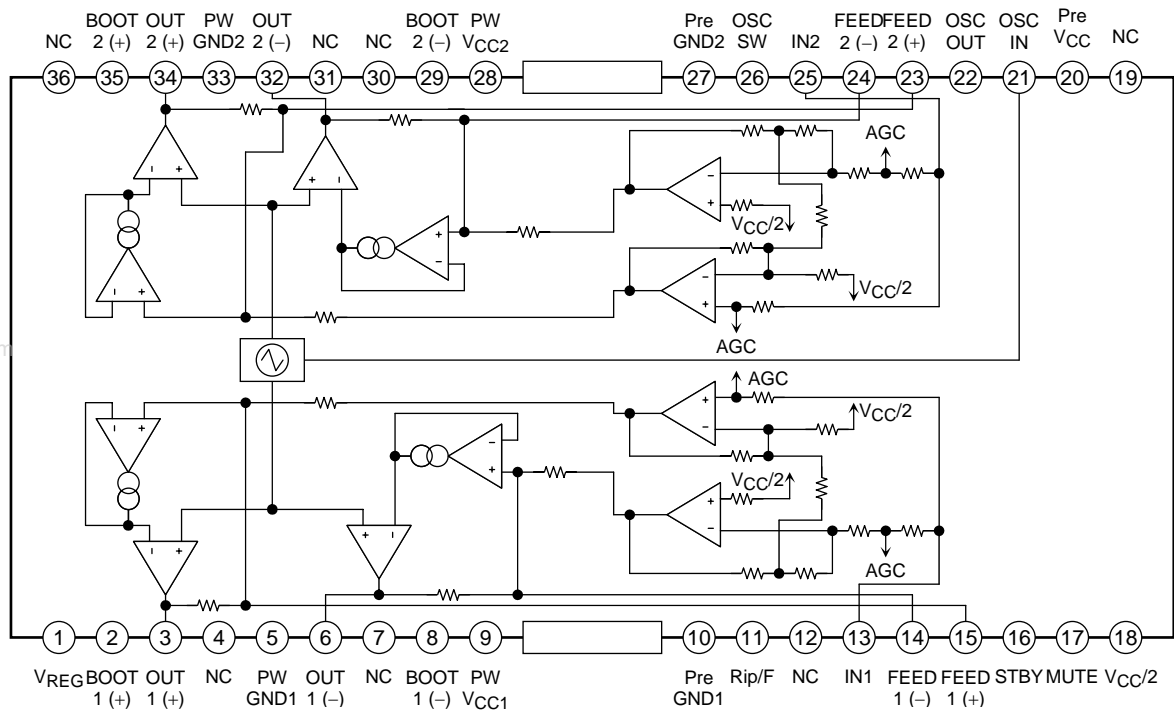 BOOT OUT PW OUT BOOT PW Pre OSC FEED FEED OSC OSC Pre
NC 2 (+) 2 (+) GND2 2 (–) NC NC 2 (–) VCC2 GND2 SW IN2 2 (–) 2 (+) OUT IN VCC NC
36 35 34 33 32 31 30 29 28 27 26 25 24 23 22 21 20 19
AGC
– + + –
–
+
VCC/2
+
–
– +
–
+
VCC/2
AGC
m
AGC
+
–
VCC/2
– +
–
+
VCC/2
+
–
– +
+ –
AGC
1 2 3 4 5 6 7 8 9 10 11 12 13 14 15 16 17 18
VREG BOOT OUT NC PW OUT NC BOOT PW Pre Rip/F NC IN1 FEED FEED STBY MUTE VCC/2
1 (+) 1 (+) GND1 1 (–) 1 (–) VCC1 GND1 1 (–) 1 (+)